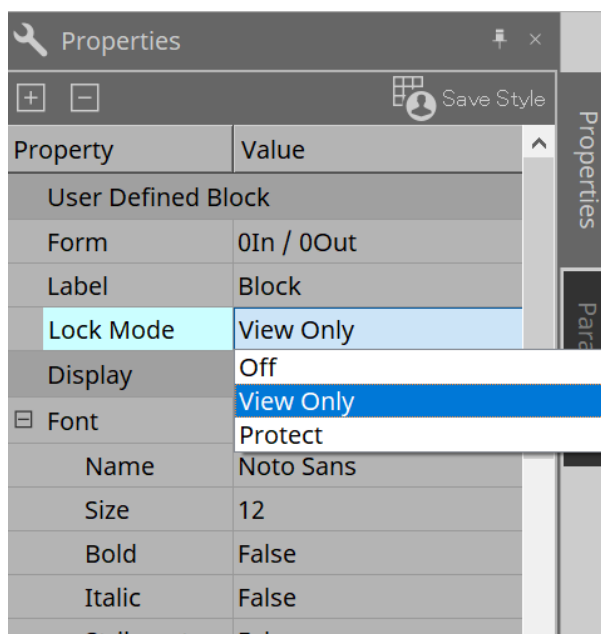 Properties
Save Style
Property Value
User Defined Block
Form 0In / 0Out
Label Block
Lock Mode View Only
Off
Display
View Only
Font
Protect
Name Noto Sans
Size 12
Bold False
Italic False
Properties